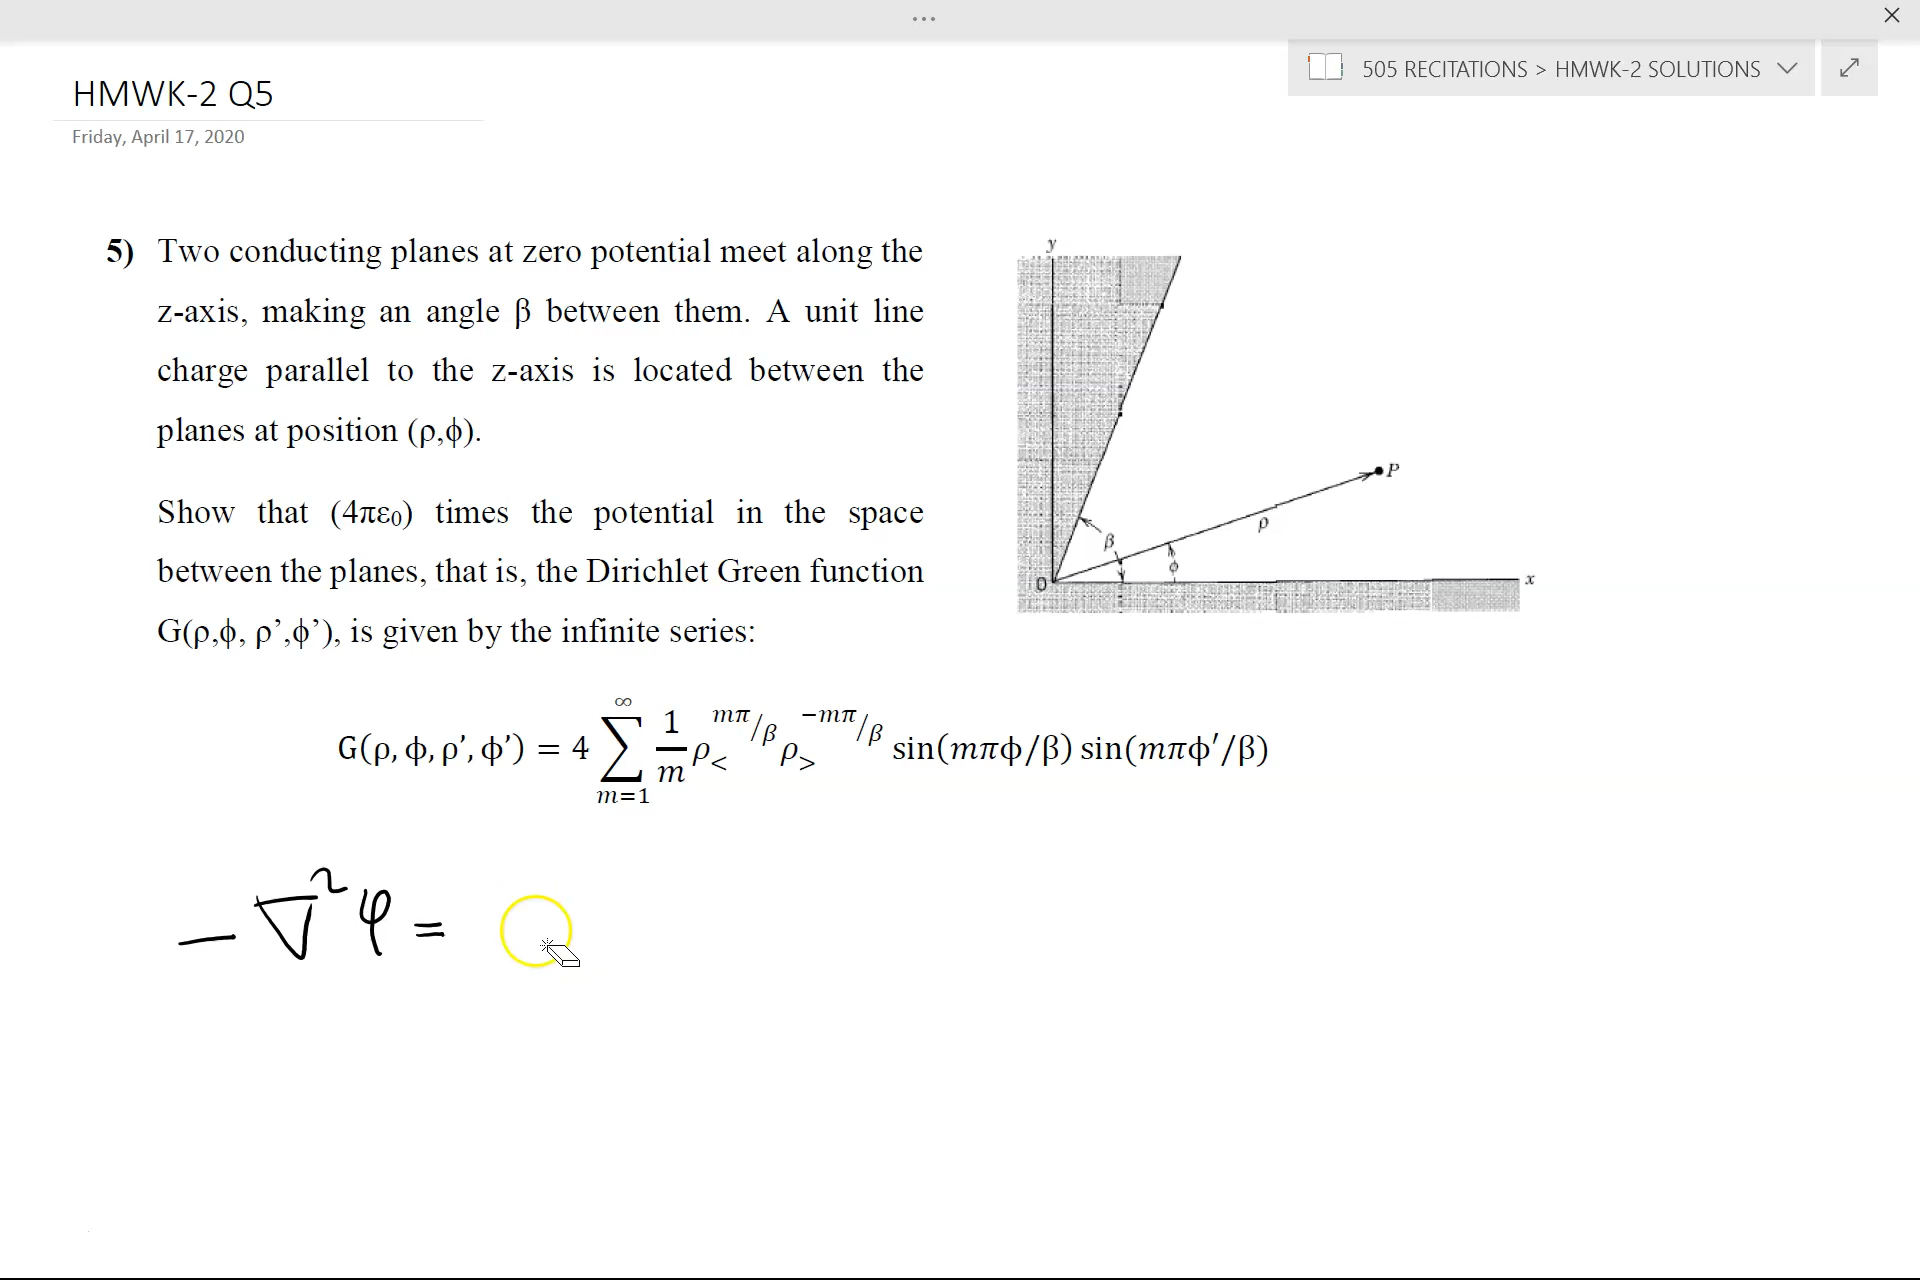 505 RECITATIONS > HMWK-2 SOLUTIONS
HMWK-2 Q5
Friday, April 17, 2020
5) Two conducting planes at zero potential meet along the
z-axis, making an angle β between them. A unit line
charge parallel to the z-axis is located between the
planes at position (ρ,ϕ).
Show that (4πε₀) times the potential in the space
between the planes, that is, the Dirichlet Green function
G(ρ,ϕ, ρ’,ϕ’), is given by the infinite series:
y
P
ρ
β
ϕ
O
x
G(ρ, ϕ, ρ’, ϕ’) = 4 ∑_{m=1}^{∞} 1/m ρ_<^{mπ/β} ρ_>^{−mπ/β} sin(mπϕ/β) sin(mπϕ′/β)
− ∇² φ =